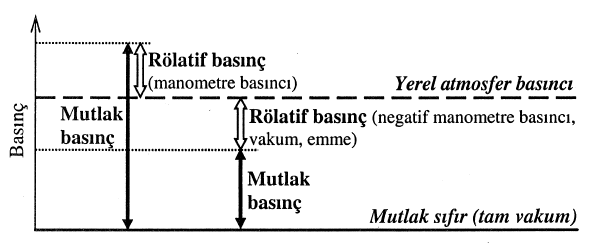 Rölatif basınç
(manometre basıncı)
Yerel atmosfer basıncı
Mutlak
basınç
Rölatif basınç (negatif manometre basıncı,
vakum, emme)
Mutlak
basınç
Mutlak sıfır (tam vakum)
Basınç